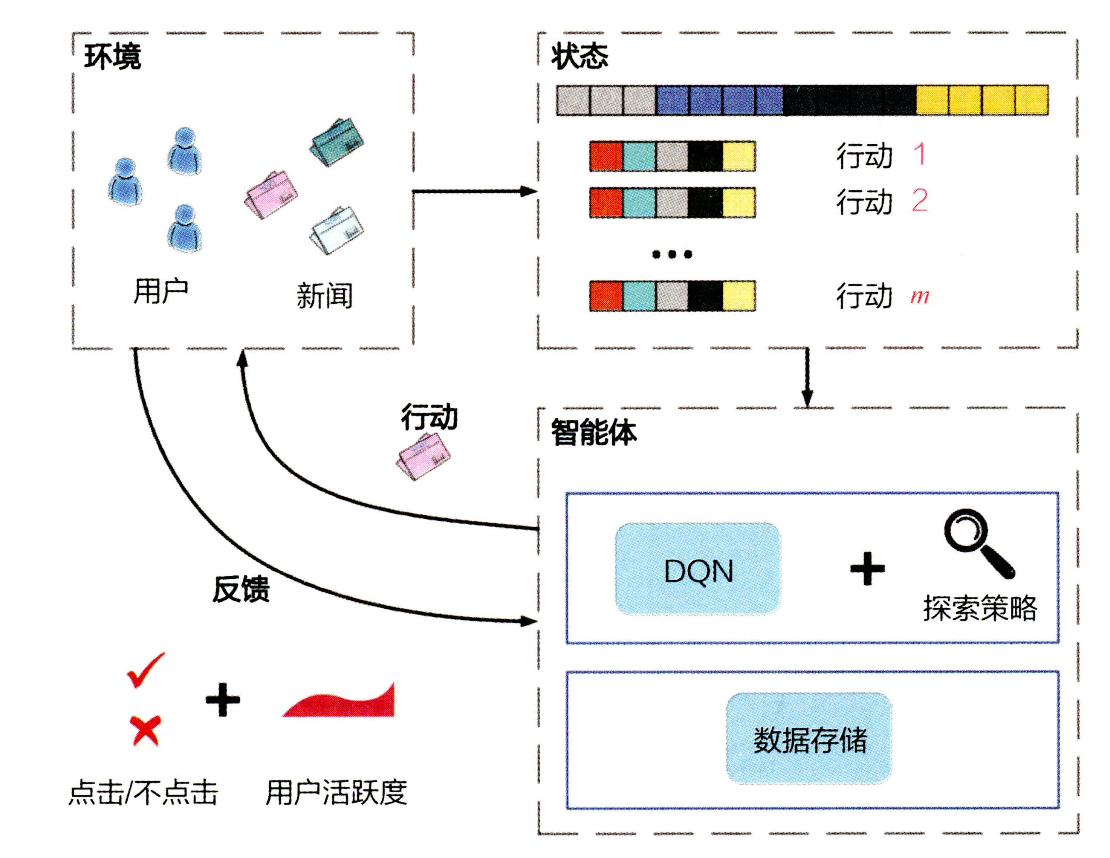 环境
用户
新闻
状态
行动 1
行动 2
...
行动 m
行动
反馈
点击/不点击
用户活跃度
智能体
DQN
探索策略
数据存储